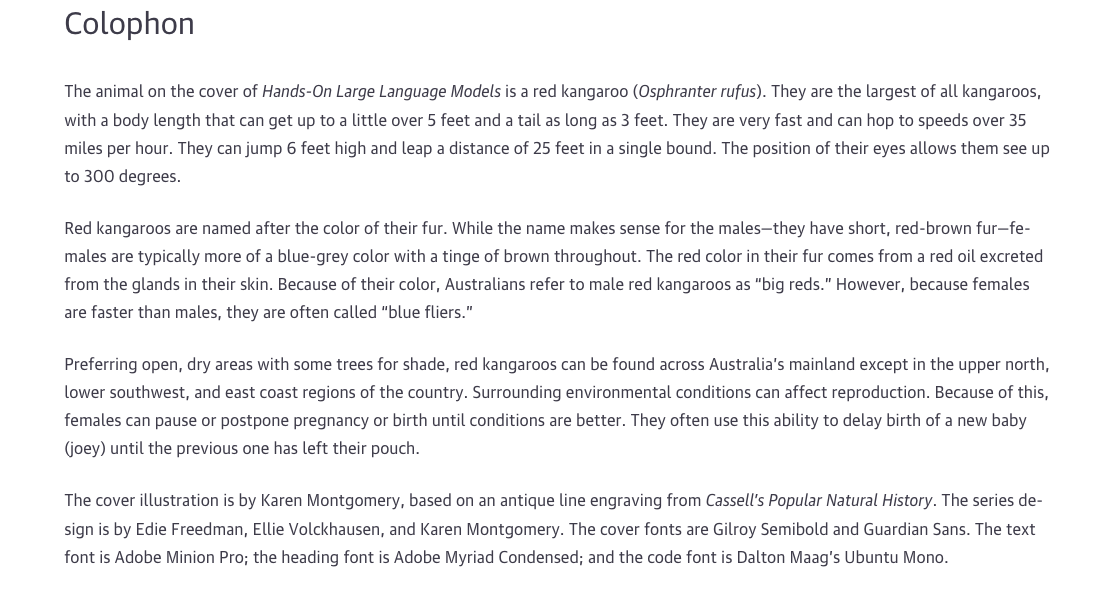 Colophon
The animal on the cover of Hands-On Large Language Models is a red kangaroo (Osphranter rufus). They are the largest of all kangaroos,
with a body length that can get up to a little over 5 feet and a tail as long as 3 feet. They are very fast and can hop to speeds over 35
miles per hour. They can jump 6 feet high and leap a distance of 25 feet in a single bound. The position of their eyes allows them see up
to 300 degrees.
Red kangaroos are named after the color of their fur. While the name makes sense for the males—they have short, red-brown fur—fe-
males are typically more of a blue-grey color with a tinge of brown throughout. The red color in their fur comes from a red oil excreted
from the glands in their skin. Because of their color, Australians refer to male red kangaroos as “big reds.” However, because females
are faster than males, they are often called “blue fliers.”
Preferring open, dry areas with some trees for shade, red kangaroos can be found across Australia’s mainland except in the upper north,
lower southwest, and east coast regions of the country. Surrounding environmental conditions can affect reproduction. Because of this,
females can pause or postpone pregnancy or birth until conditions are better. They often use this ability to delay birth of a new baby
(joey) until the previous one has left their pouch.
The cover illustration is by Karen Montgomery, based on an antique line engraving from Cassell’s Popular Natural History. The series de-
sign is by Edie Freedman, Ellie Volckhausen, and Karen Montgomery. The cover fonts are Gilroy Semibold and Guardian Sans. The text
font is Adobe Minion Pro; the heading font is Adobe Myriad Condensed; and the code font is Dalton Maag’s Ubuntu Mono.